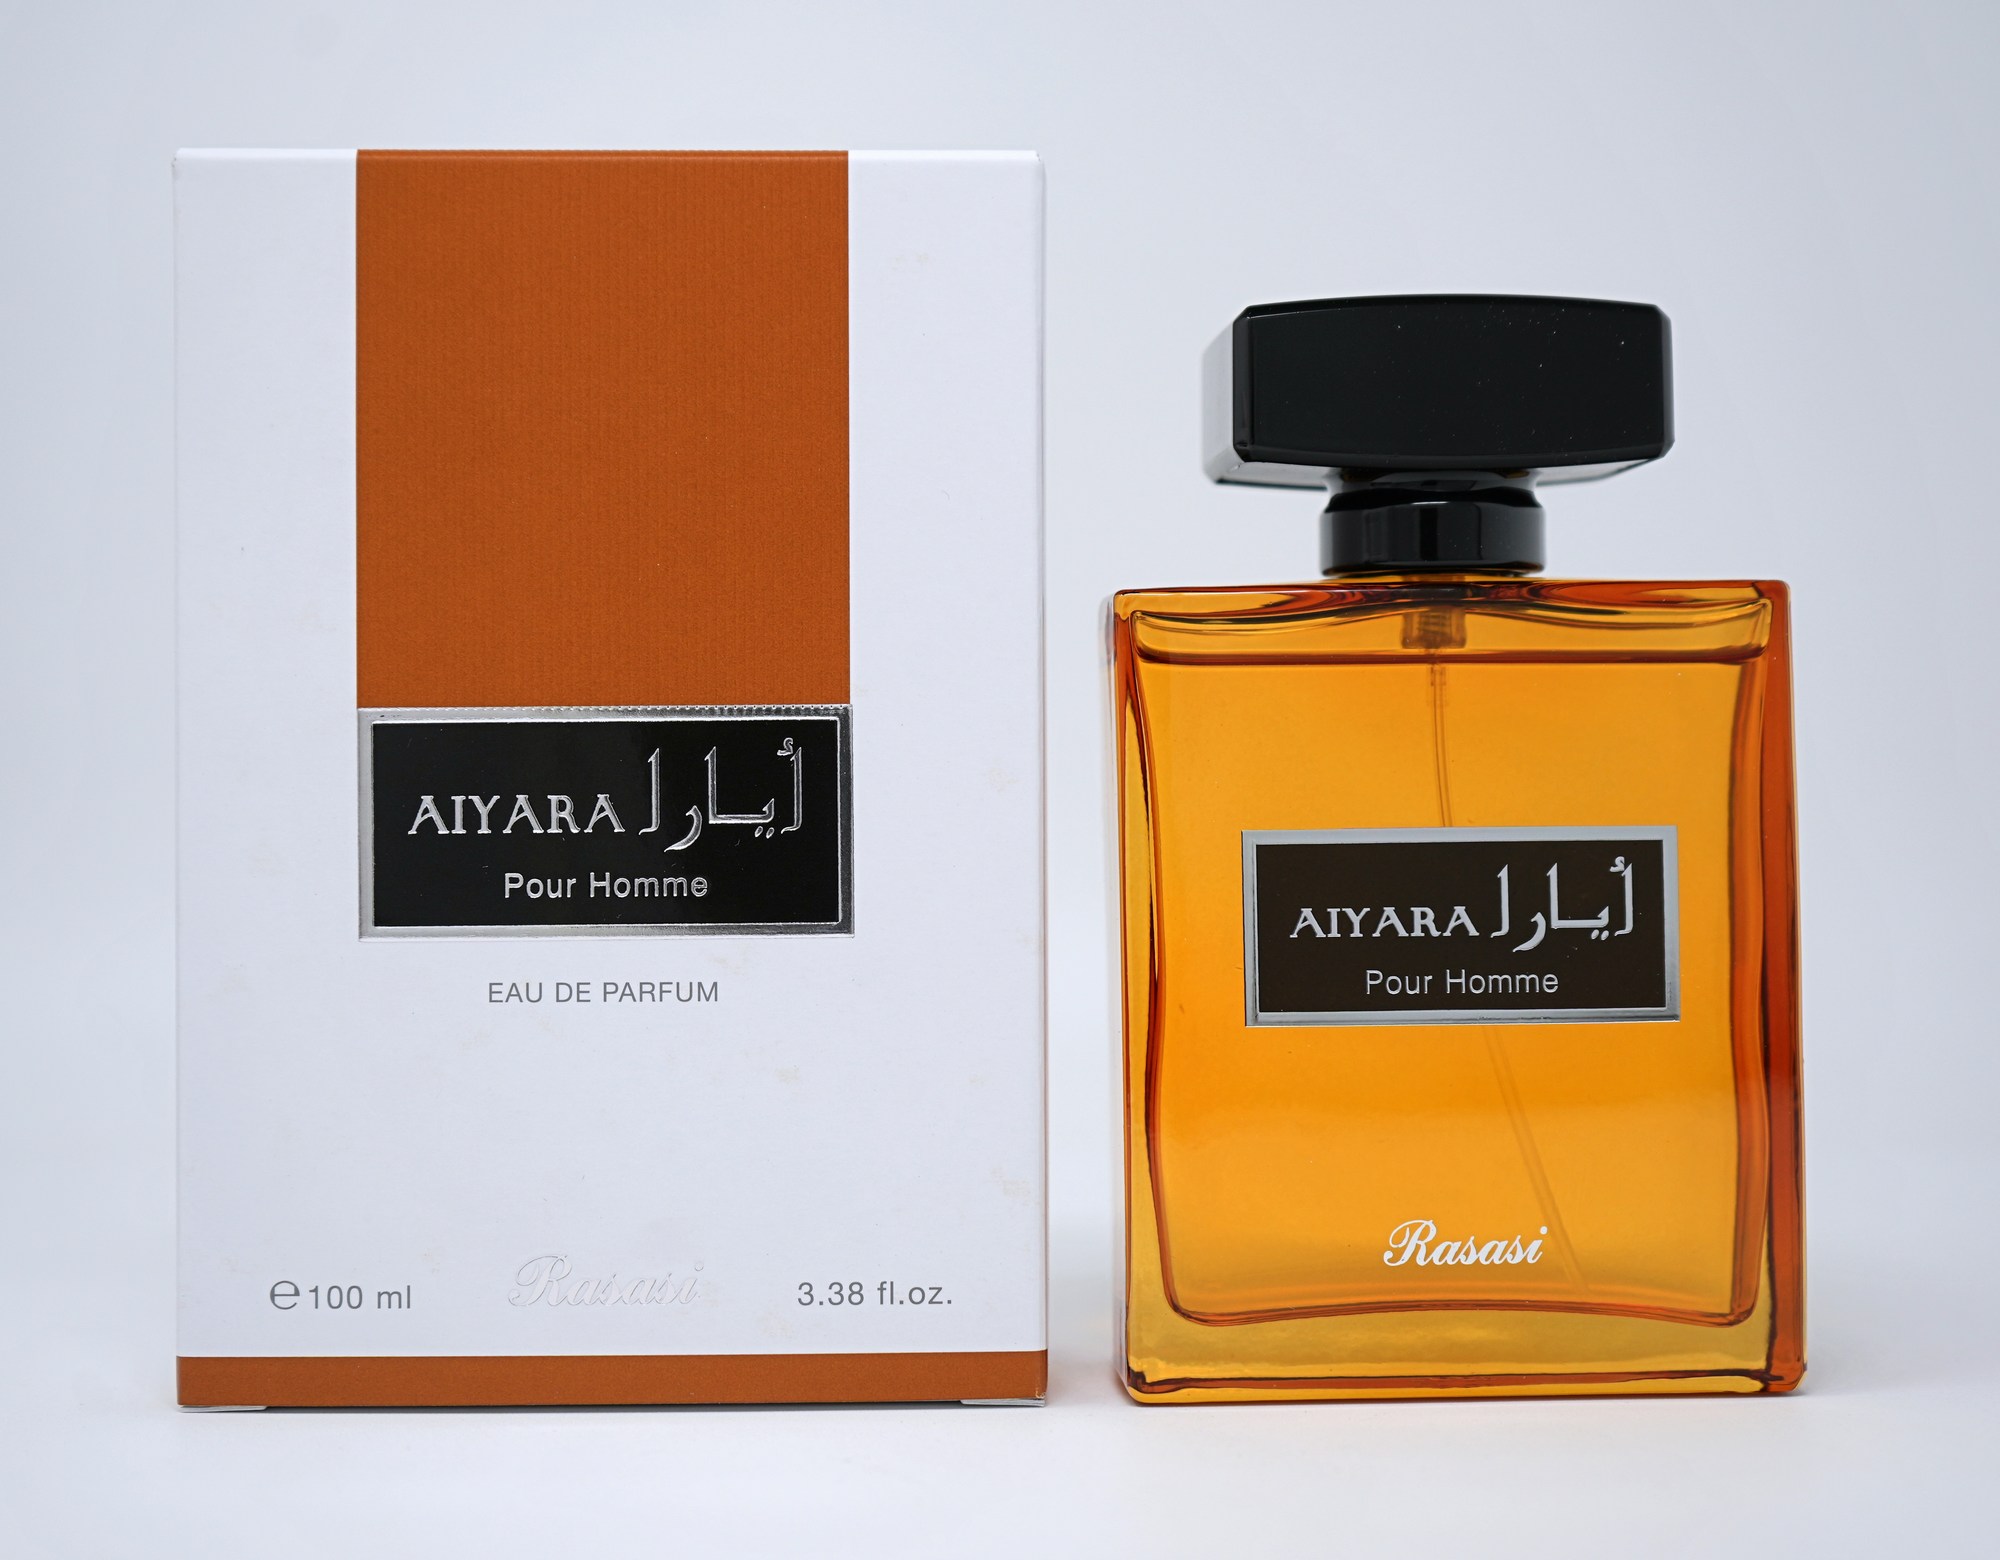 AIYARA أيارا
Pour Homme
EAU DE PARFUM
℮100 ml
Rasasi
3.38 fl.oz.
AIYARA أيارا
Pour Homme
Rasasi